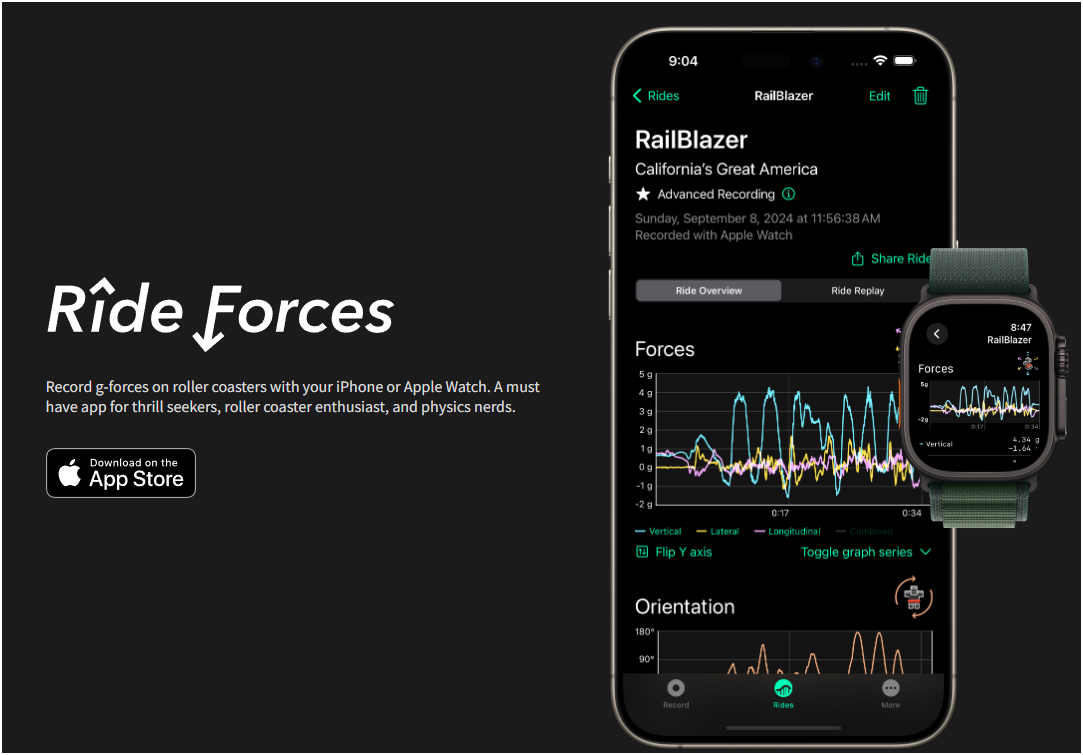 Ride Forces
Record g-forces on roller coasters with your iPhone or Apple Watch. A must
have app for thrill seekers, roller coaster enthusiast, and physics nerds.
Download on the
App Store
9:04
Rides
RailBlazer
Edit
RailBlazer
California's Great America
Advanced Recording
Sunday, September 8, 2024 at 11:56:38 AM
Recorded with Apple Watch
Share Ride
Ride Overview
Ride Replay
Forces
5 g
4 g
3 g
2 g
1 g
0 g
-1 g
-2 g
0:17
0:34
Vertical
Lateral
Longitudinal
Combined
Flip Y axis
Toggle graph series
Orientation
180°
90°
Record
Rides
More
8:47
RailBlazer
Forces
5g
-2g
0:17
0:34
Vertical
4.34 g
-1.64